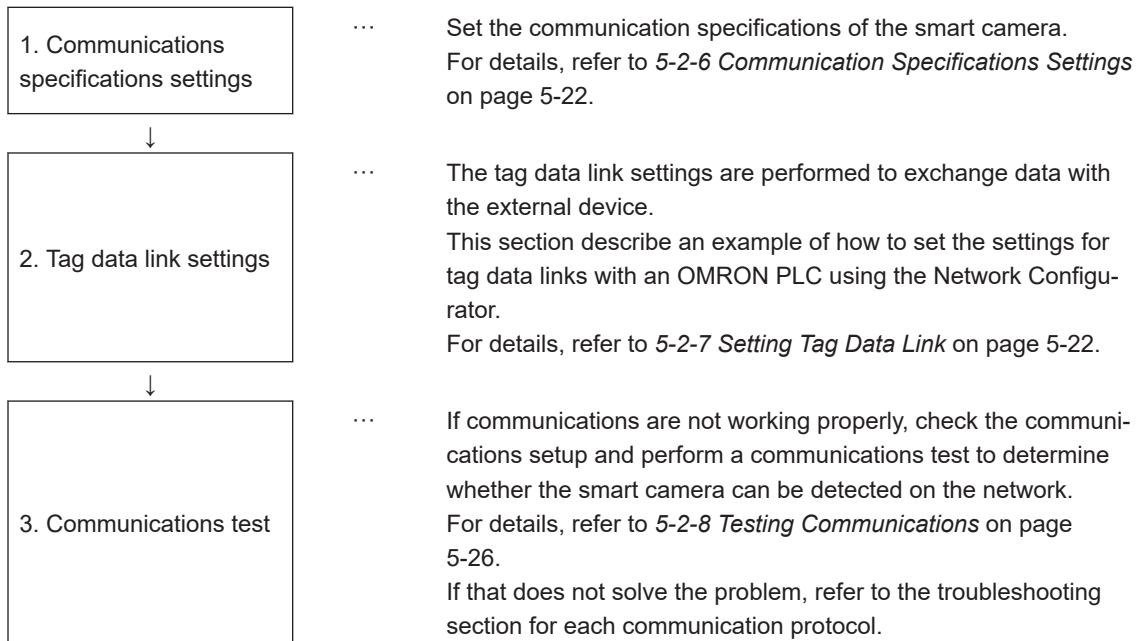 1. Communications
specifications settings
… Set the communication specifications of the smart camera.
For details, refer to 5-2-6 Communication Specifications Settings
on page 5-22.
↓
2. Tag data link settings
… The tag data link settings are performed to exchange data with
the external device.
This section describe an example of how to set the settings for
tag data links with an OMRON PLC using the Network Configu-
rator.
For details, refer to 5-2-7 Setting Tag Data Link on page 5-22.
↓
3. Communications test
… If communications are not working properly, check the communi-
cations setup and perform a communications test to determine
whether the smart camera can be detected on the network.
For details, refer to 5-2-8 Testing Communications on page
5-26.
If that does not solve the problem, refer to the troubleshooting
section for each communication protocol.